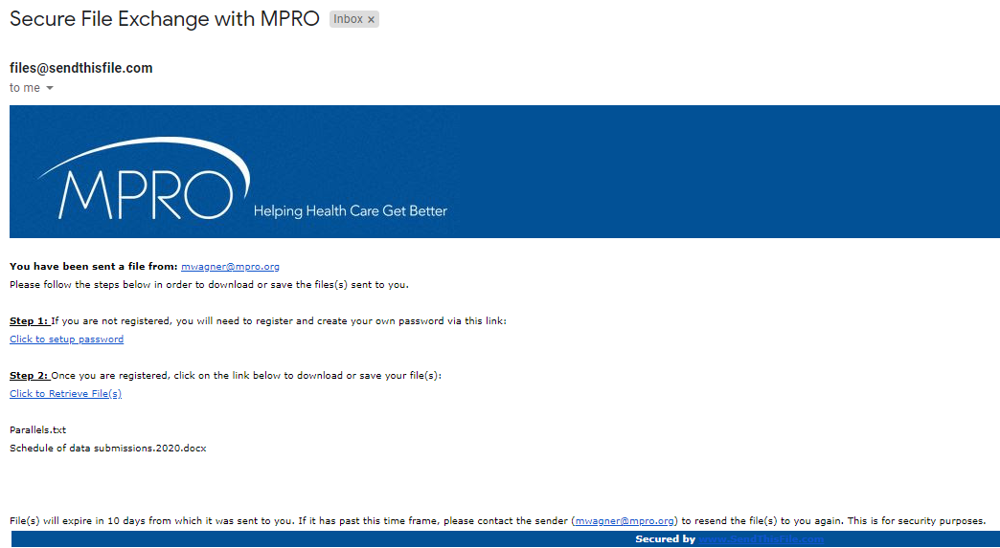 Secure File Exchange with MPRO Inbox ×
files@sendthisfile.com
to me
MPRO Helping Health Care Get Better
You have been sent a file from: mwagner@mpro.org
Please follow the steps below in order to download or save the files(s) sent to you.
Step 1: If you are not registered, you will need to register and create your own password via this link:
Click to setup password
Step 2: Once you are registered, click on the link below to download or save your file(s):
Click to Retrieve File(s)
Parallels.txt
Schedule of data submissions.2020.docx
File(s) will expire in 10 days from which it was sent to you. If it has past this time frame, please contact the sender (mwagner@mpro.org) to resend the file(s) to you again. This is for security purposes.
Secured by www.SendThisFile.com